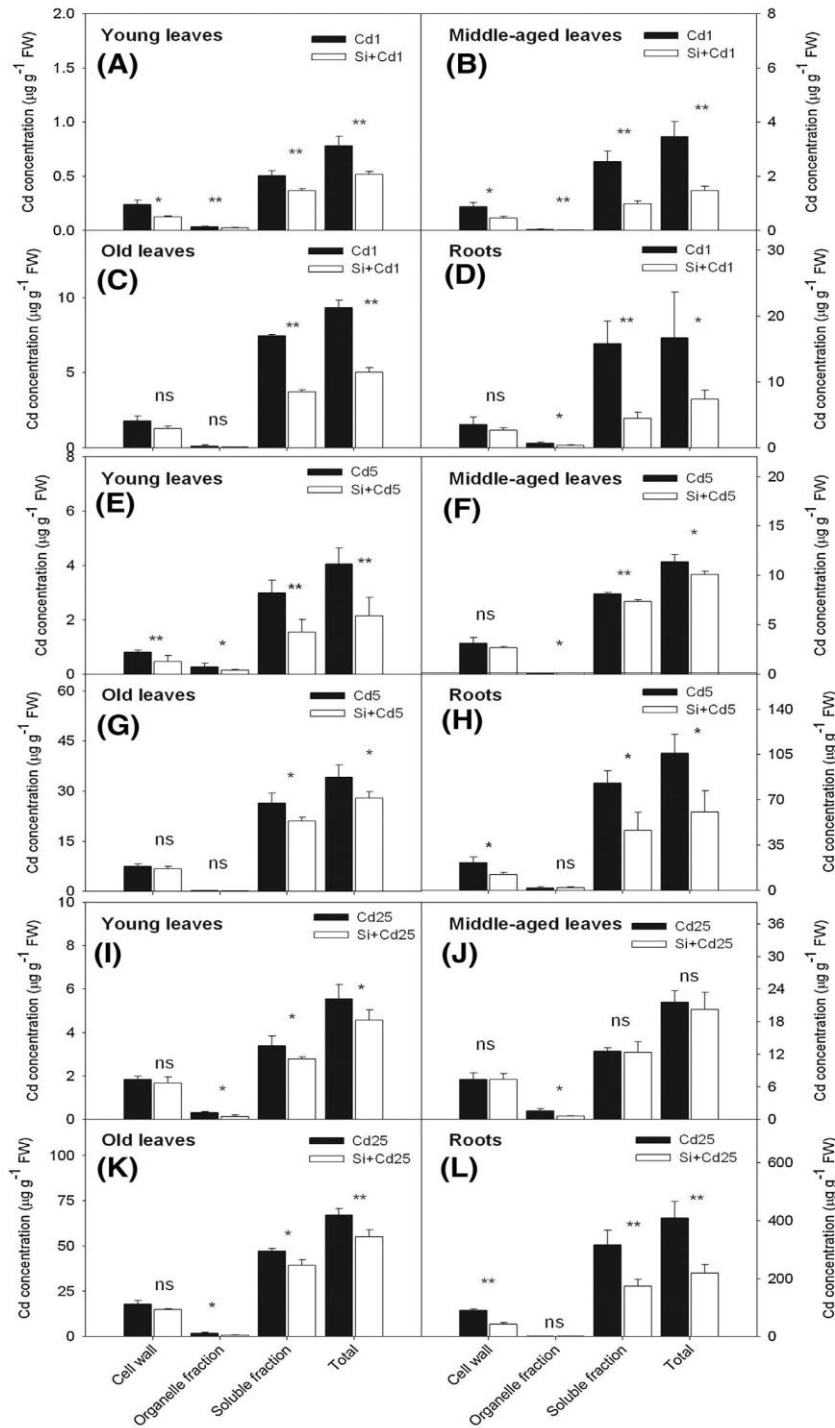 Young leaves
(A)
Cd1
Si+Cd1
Cd concentration (µg g⁻¹ FW)
2.0
1.5
1.0
0.5
0.0
*
**
**
**
Middle-aged leaves
(B)
Cd1
Si+Cd1
Cd concentration (µg g⁻¹ FW)
8
6
4
2
0
*
**
**
**
Old leaves
(C)
Cd1
Si+Cd1
Cd concentration (µg g⁻¹ FW)
10
5
0
ns
ns
**
**
Roots
(D)
Cd1
Si+Cd1
Cd concentration (µg g⁻¹ FW)
30
20
10
0
ns
*
**
*
Young leaves
(E)
Cd5
Si+Cd5
Cd concentration (µg g⁻¹ FW)
8
6
4
2
0
**
*
**
**
Middle-aged leaves
(F)
Cd5
Si+Cd5
Cd concentration (µg g⁻¹ FW)
20
15
10
5
0
ns
*
**
*
Old leaves
(G)
Cd5
Si+Cd5
Cd concentration (µg g⁻¹ FW)
60
45
30
15
0
ns
ns
*
*
Roots
(H)
Cd5
Si+Cd5
Cd concentration (µg g⁻¹ FW)
140
105
70
35
0
*
ns
*
*
Young leaves
(I)
Cd25
Si+Cd25
Cd concentration (µg g⁻¹ FW)
10
8
6
4
2
0
ns
*
*
*
Middle-aged leaves
(J)
Cd25
Si+Cd25
Cd concentration (µg g⁻¹ FW)
36
30
24
18
12
6
0
ns
*
ns
ns
Old leaves
(K)
Cd25
Si+Cd25
Cd concentration (µg g⁻¹ FW)
100
75
50
25
0
ns
*
*
**
Roots
(L)
Cd25
Si+Cd25
Cd concentration (µg g⁻¹ FW)
600
400
200
0
**
ns
**
**
Cell wall
Organelle fraction
Soluble fraction
Total
Cell wall
Organelle fraction
Soluble fraction
Total